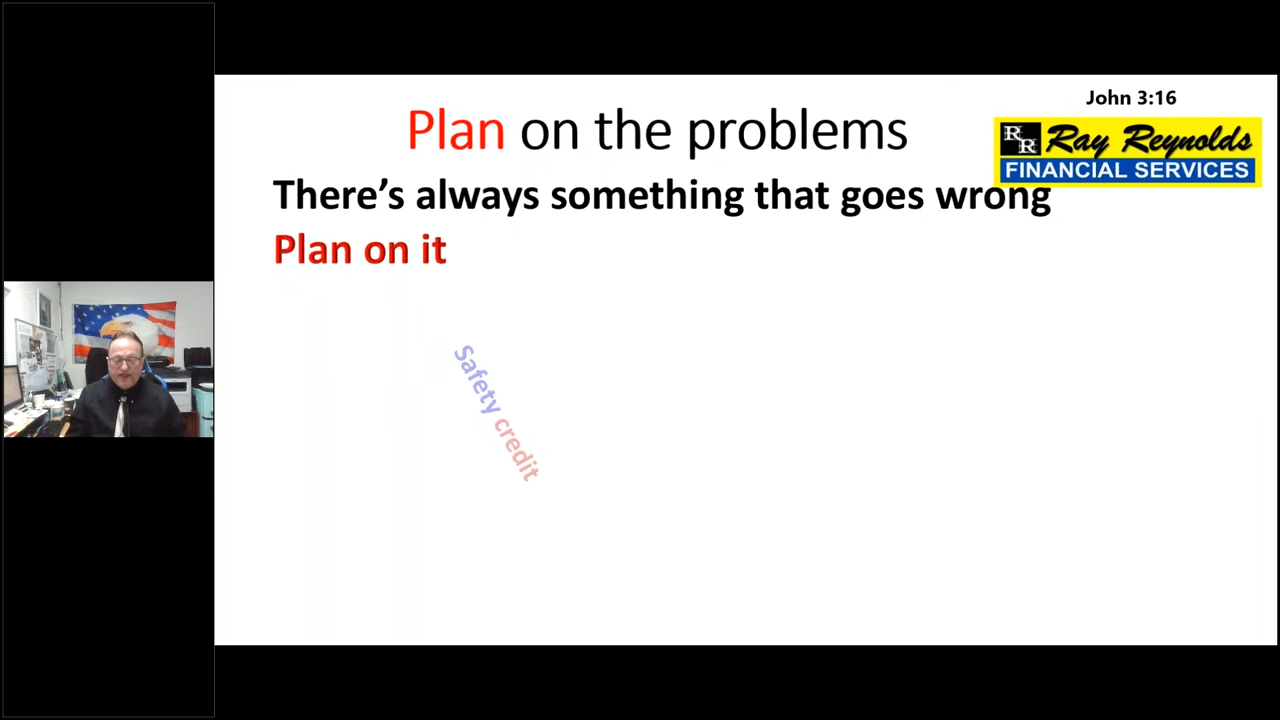 John 3:16
Plan on the problems
RR Ray Reynolds
FINANCIAL SERVICES
There's always something that goes wrong
Plan on it
Safety credit